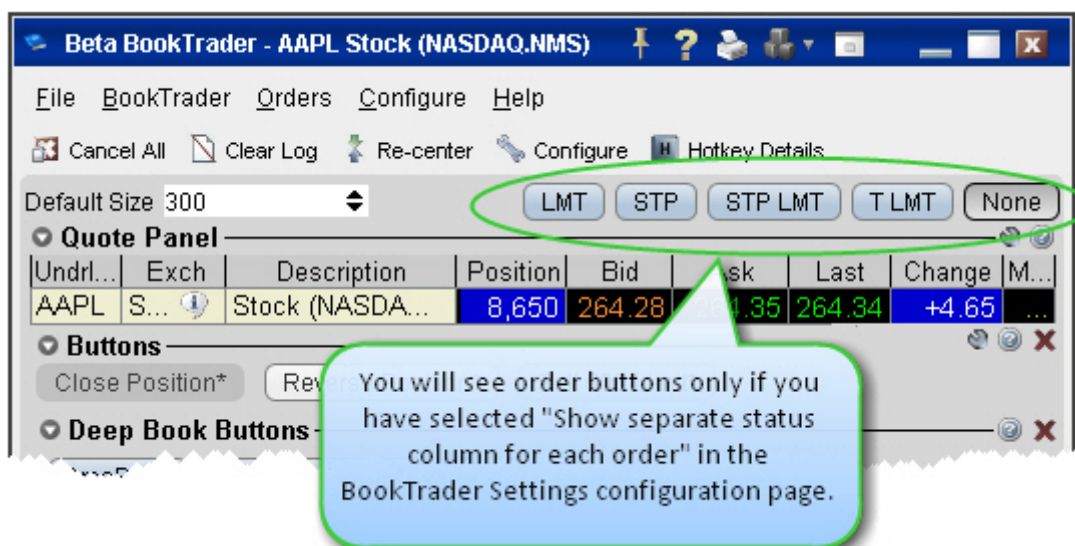 Beta BookTrader - AAPL Stock (NASDAQ.NMS)
File BookTrader Orders Configure Help
Cancel All Clear Log Re-center Configure H Hotkey Details
Default Size 300 LMT STP STP LMT T LMT None
Quote Panel
Undrl... Exch Description Position Bid Last Change M...
AAPL S... Stock (NASDA... 8,650 264.28 264.34 +4.65 ...
Buttons
Close Position*
Deep Book Buttons
You will see order buttons only if you
have selected "Show separate status
column for each order" in the
BookTrader Settings configuration page.